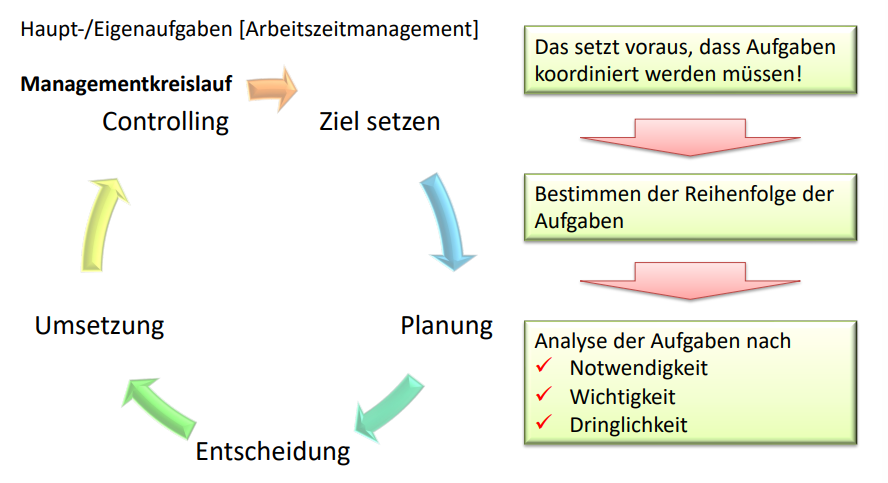 Haupt-/Eigenaufgaben [Arbeitszeitmanagement]
Managementkreislauf
Controlling
Ziel setzen
Planung
Entscheidung
Umsetzung
Das setzt voraus, dass Aufgaben
koordiniert werden müssen!
Bestimmen der Reihenfolge der
Aufgaben
Analyse der Aufgaben nach
✓ Notwendigkeit
✓ Wichtigkeit
✓ Dringlichkeit